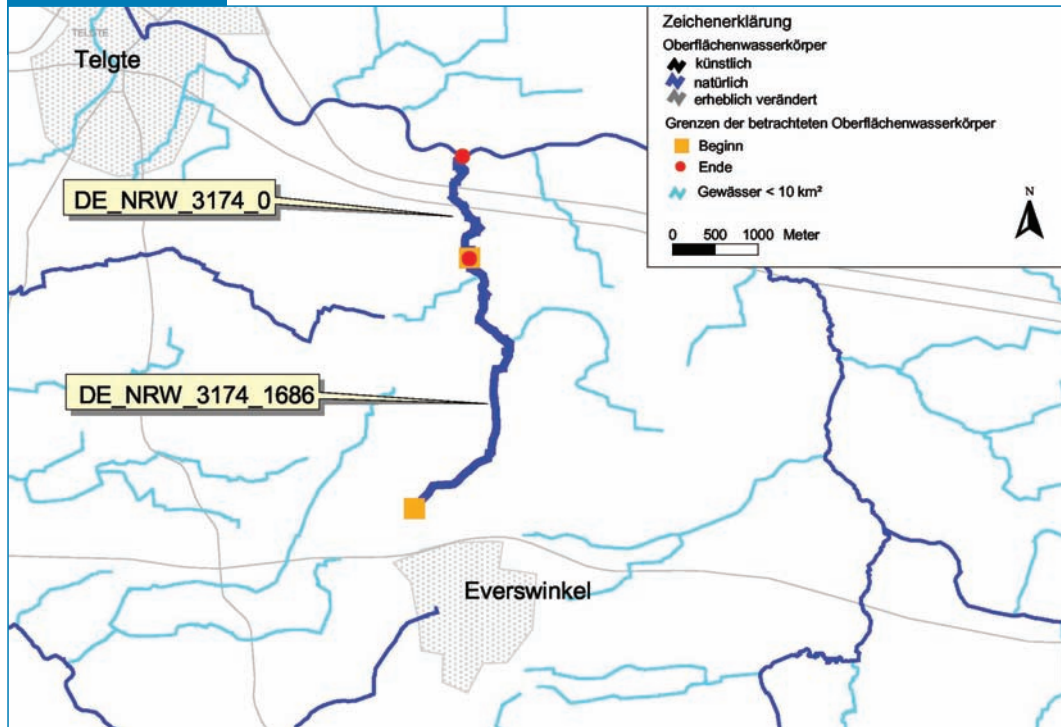 TELGTE
Telgte
DE_NRW_3174_0
DE_NRW_3174_1686
Everswinkel
Zeichenerklärung
Oberflächenwasserkörper
künstlich
natürlich
erheblich verändert
Grenzen der betrachteten Oberflächenwasserkörper
Beginn
Ende
Gewässer < 10 km²
N
0 500 1000 Meter